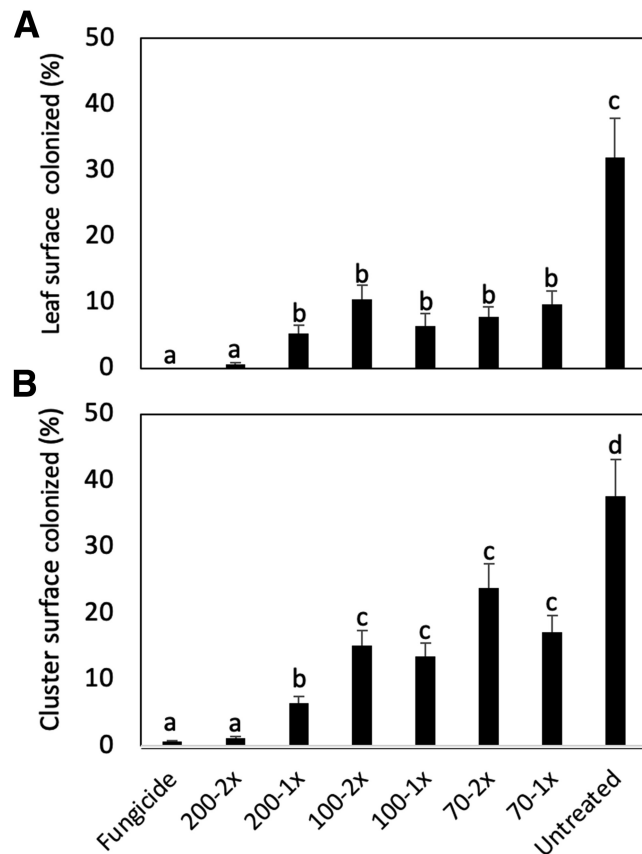 A
Leaf surface colonized (%)
50
40
30
20
10
0
a
a
b
b
b
b
b
c
B
Cluster surface colonized (%)
50
40
30
20
10
0
a
a
b
c
c
c
c
d
Fungicide
200-2x
200-1x
100-2x
100-1x
70-2x
70-1x
Untreated